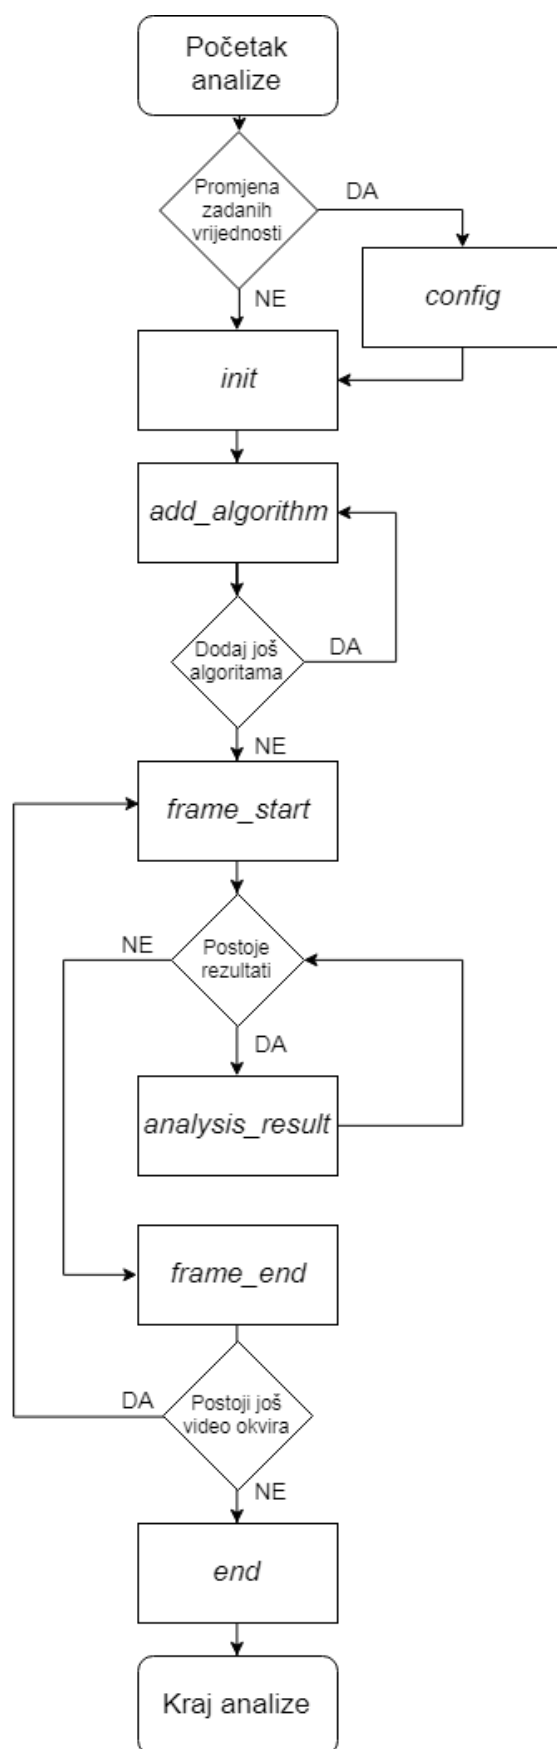 Početak
analize
Promjena
zadanih
vrijednosti
DA
config
NE
init
add_algorithm
Dodaj još
algoritama
DA
NE
frame_start
NE
Postoje
rezultati
DA
analysis_result
frame_end
DA
Postoji još
video okvira
NE
end
Kraj analize